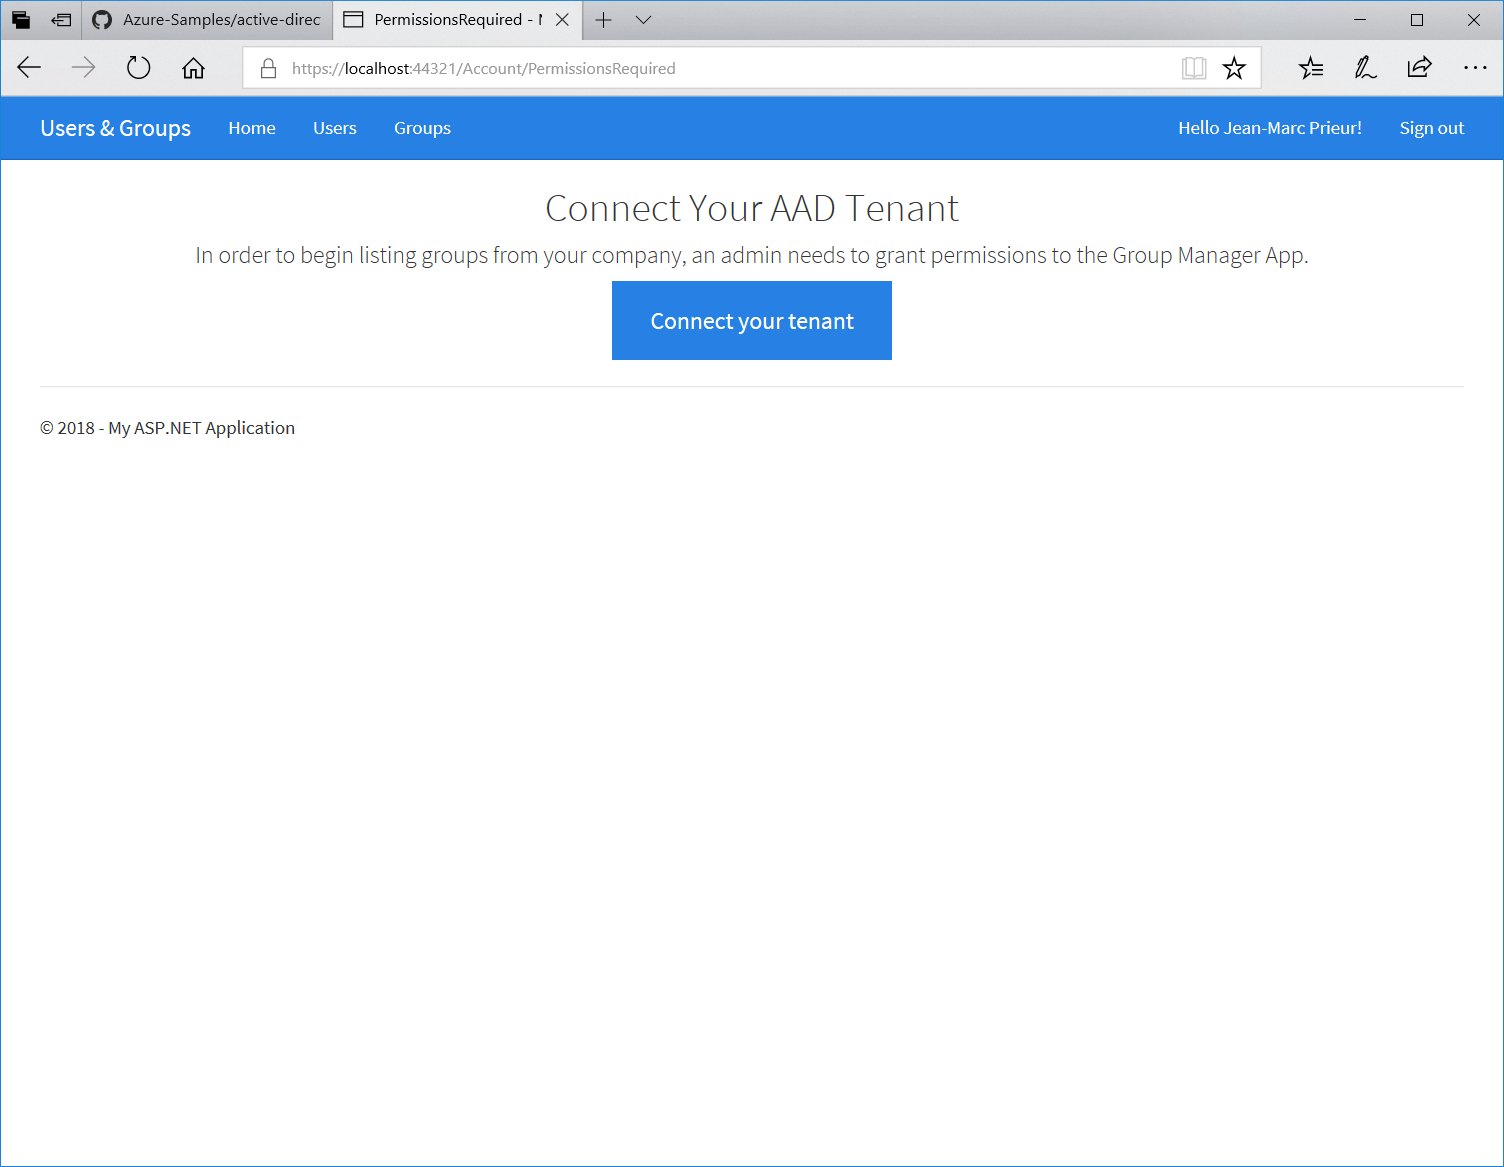 Azure-Samples/active-direc
PermissionsRequired -
https://localhost:44321/Account/PermissionsRequired
Users & Groups Home Users Groups Hello Jean-Marc Prieur! Sign out
Connect Your AAD Tenant
In order to begin listing groups from your company, an admin needs to grant permissions to the Group Manager App.
Connect your tenant
© 2018 - My ASP.NET Application